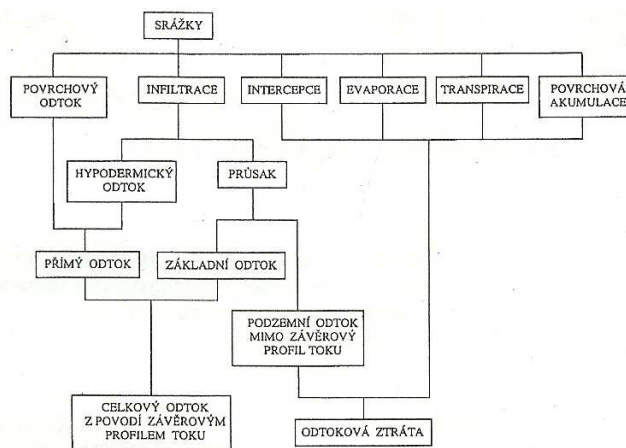 SRÁŽKY
POVRCHOVÝ
ODTOK
INFILTRACE
INTERCEPCE
EVAPORACE
TRANSPIRACE
POVRCHOVÁ
AKUMULACE
HYPODERMICKÝ
ODTOK
PRŮSAK
PŘÍMÝ ODTOK
ZÁKLADNÍ ODTOK
PODZEMNÍ ODTOK
MIMO ZÁVĚROVÝ
PROFIL TOKU
CELKOVÝ ODTOK
Z POVODÍ ZÁVĚROVÝM
PROFILEM TOKU
ODTOKOVÁ ZTRÁTA